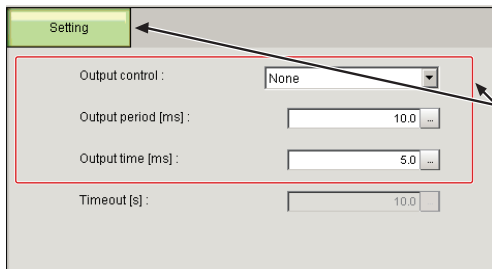 Setting
Output control : None
Output period [ms] : 10.0 ...
Output time [ms] : 5.0 ...
Timeout [s] : 10.0 ...